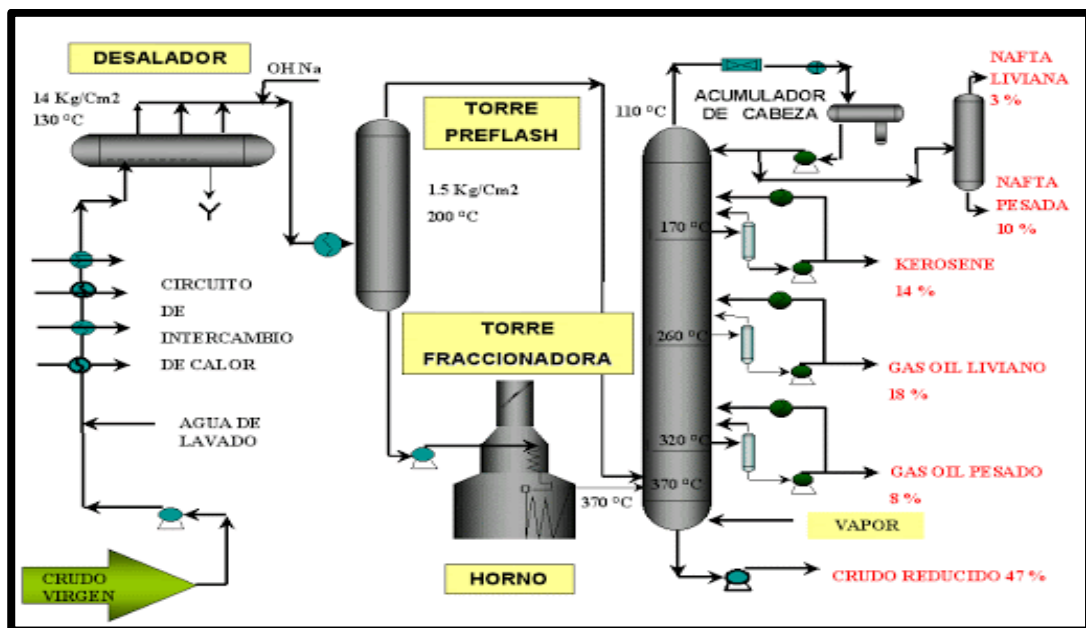 DESALADOR
OH Na
14 Kg/Cm2
130 °C
TORRE
PREFLASH
1.5 Kg/Cm2
200 °C
110 °C
ACUMULADOR
DE CABEZA
NAFTA
LIVIANA
3 %
NAFTA
PESADA
10 %
170 °C
KEROSENE
14 %
CIRCUITO
DE
INTERCAMBIO
DE CALOR
TORRE
FRACCIONADORA
260 °C
GAS OIL LIVIANO
18 %
AGUA DE
LAVADO
320 °C
370 °C
370 °C
GAS OIL PESADO
8 %
VAPOR
HORNO
CRUDO REDUCIDO 47 %
CRUDO
VIRGEN